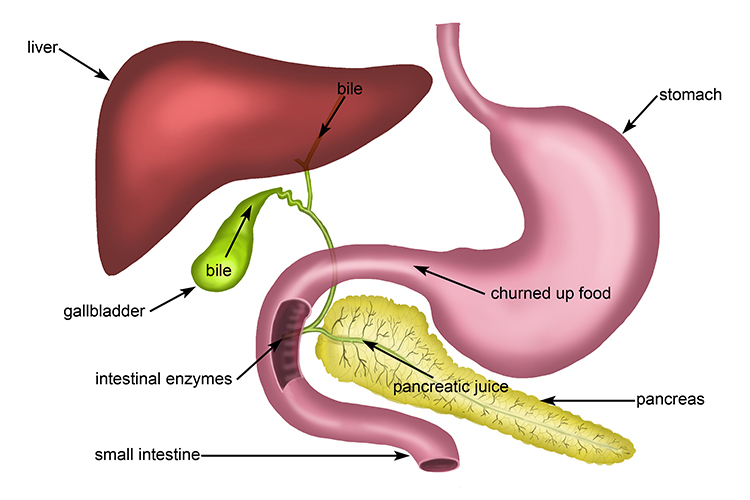 liver
bile
stomach
bile
gallbladder
churned up food
intestinal enzymes
pancreatic juice
pancreas
small intestine